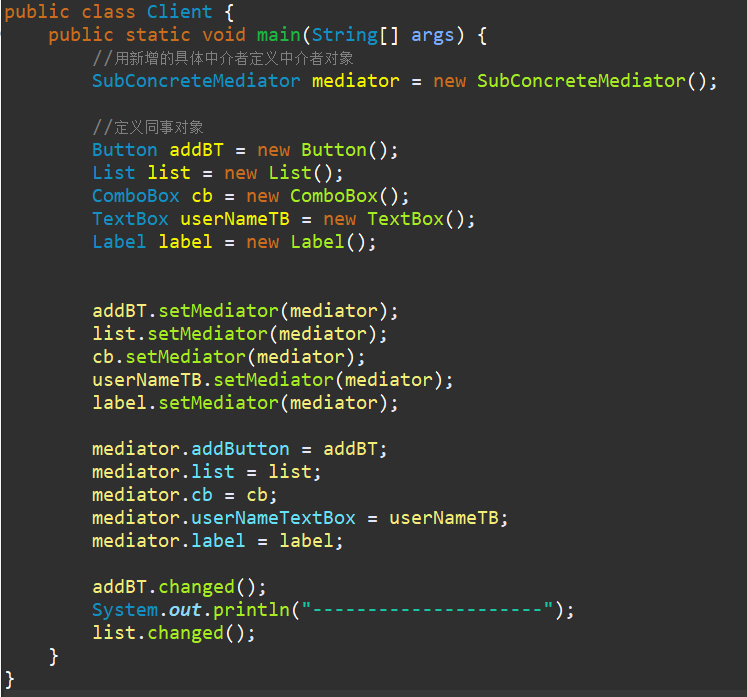 public class Client {
    public static void main(String[] args) {
        //用新增的具体中介者定义中介者对象
        SubConcreteMediator mediator = new SubConcreteMediator();
        //定义同事对象
        Button addBT = new Button();
        List list = new List();
        ComboBox cb = new ComboBox();
        TextBox userNameTB = new TextBox();
        Label label = new Label();
        addBT.setMediator(mediator);
        list.setMediator(mediator);
        cb.setMediator(mediator);
        userNameTB.setMediator(mediator);
        label.setMediator(mediator);
        mediator.addButton = addBT;
        mediator.list = list;
        mediator.cb = cb;
        mediator.userNameTextBox = userNameTB;
        mediator.label = label;
        addBT.changed();
        System.out.println("---------------------");
        list.changed();
    }
}